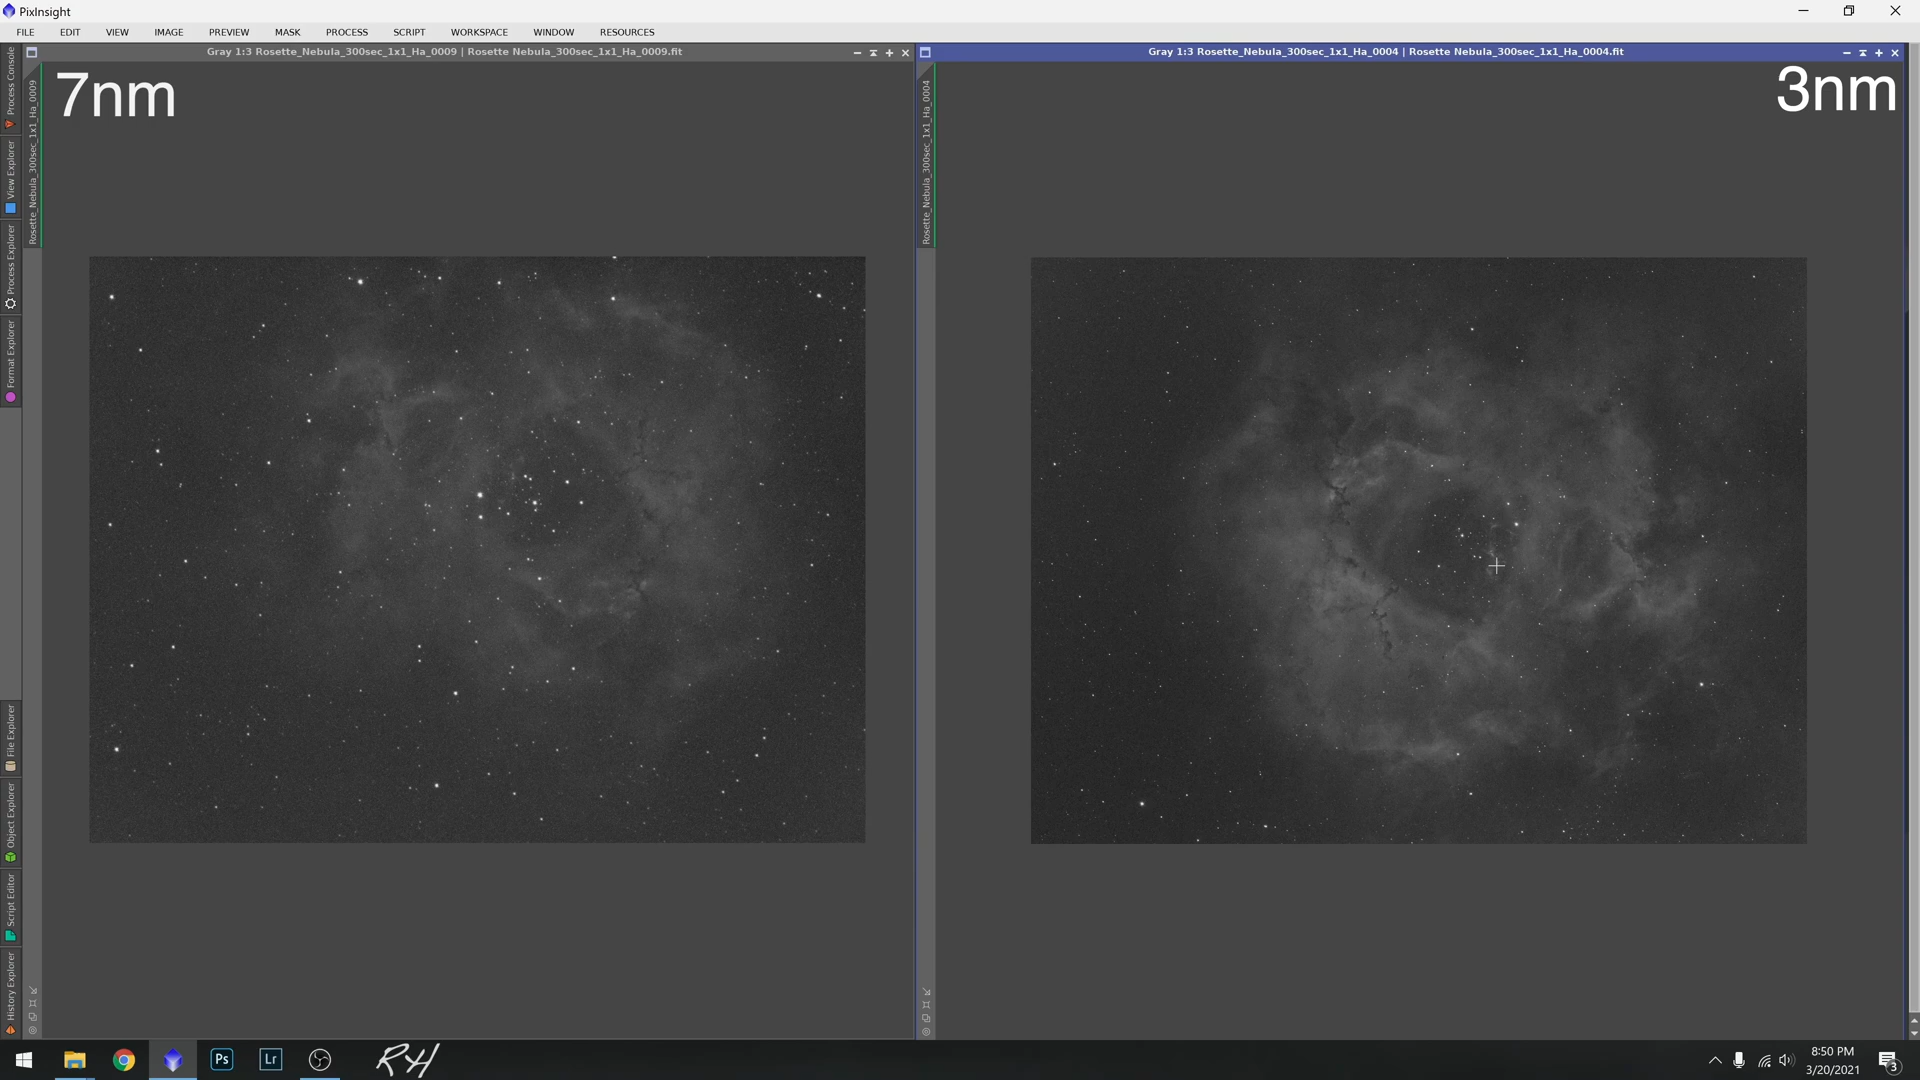 PixInsight
FILE EDIT VIEW IMAGE PREVIEW MASK PROCESS SCRIPT WORKSPACE WINDOW RESOURCES
Gray 1:3 Rosette_Nebula_300sec_1x1_Ha_0009 | Rosette Nebula_300sec_1x1_Ha_0009.fit
Gray 1:3 Rosette_Nebula_300sec_1x1_Ha_0004 | Rosette Nebula_300sec_1x1_Ha_0004.fit
7nm
3nm
Process Console
View Explorer
Process Explorer
Format Explorer
File Explorer
Object Explorer
Script Editor
History Explorer
Rosette_Nebula_300sec_1x1_Ha_0009
Rosette_Nebula_300sec_1x1_Ha_0004
Ps
Lr
RH
8:50 PM
3/20/2021
3